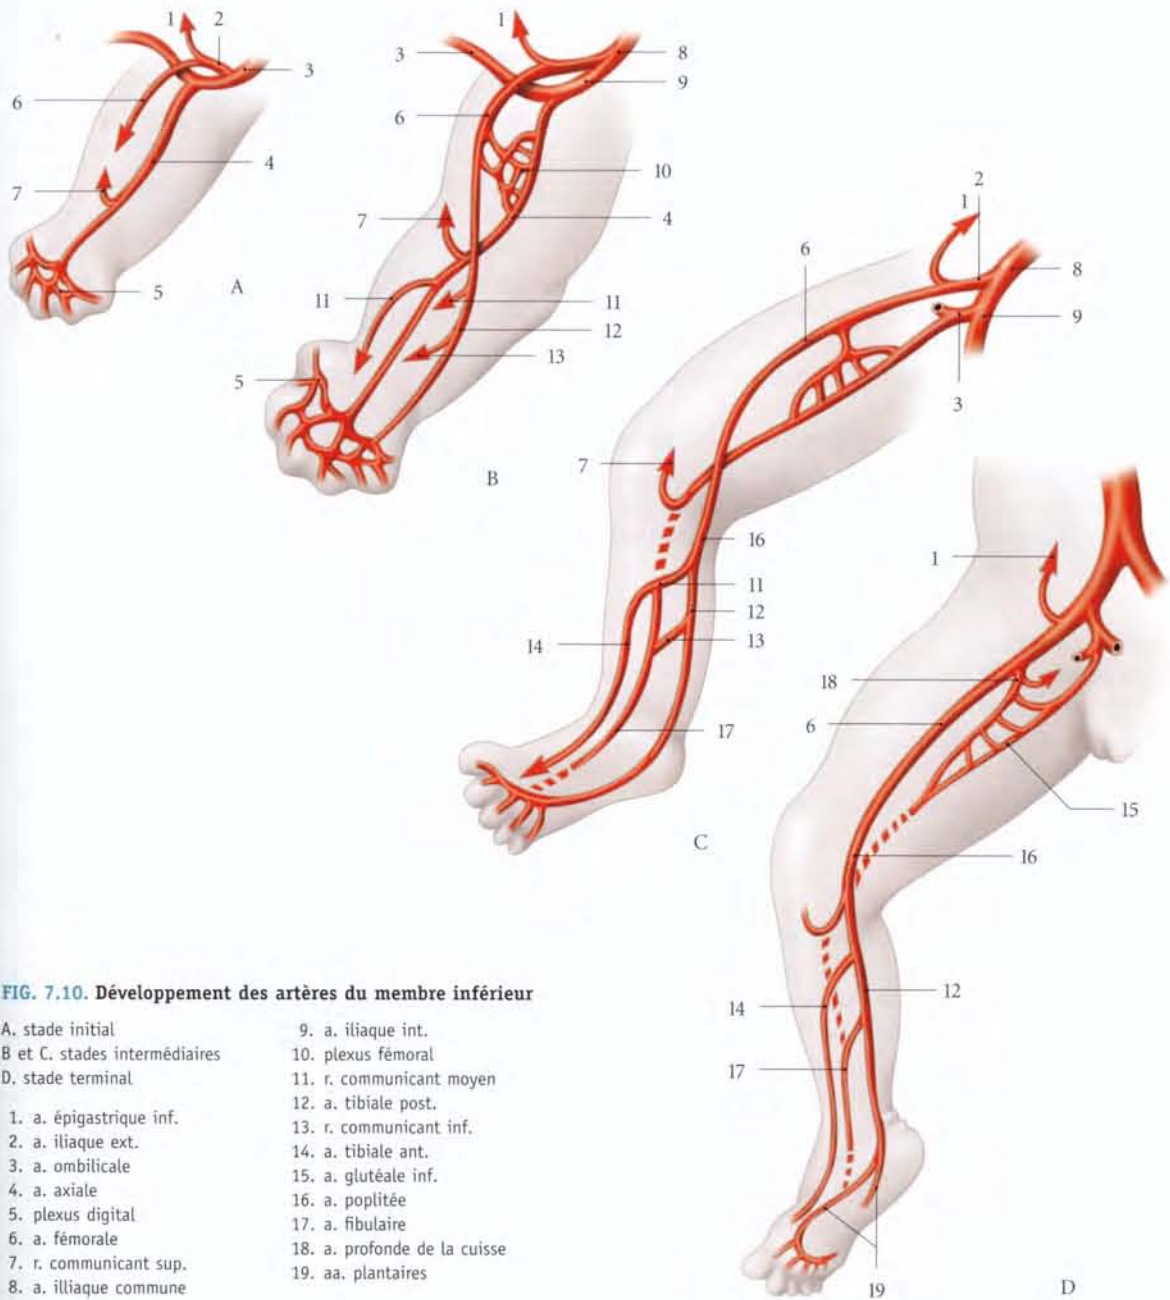 1
2
3
6
4
7
5
A
1
3
8
9
6
10
7
4
11
11
12
13
5
B
2
1
6
8
9
3
7
16
11
12
14
13
17
C
1
18
6
15
16
14
12
17
19
D
FIG. 7.10. Développement des artères du membre inférieur
A. stade initial
B et C. stades intermédiaires
D. stade terminal
1. a. épigastrique inf.
2. a. iliaque ext.
3. a. ombilicale
4. a. axiale
5. plexus digital
6. a. fémorale
7. r. communicant sup.
8. a. illiaque commune
9. a. iliaque int.
10. plexus fémoral
11. r. communicant moyen
12. a. tibiale post.
13. r. communicant inf.
14. a. tibiale ant.
15. a. glutéale inf.
16. a. poplitée
17. a. fibulaire
18. a. profonde de la cuisse
19. aa. plantaires